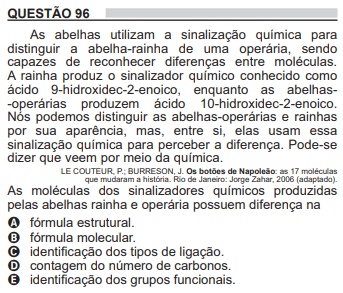 QUESTÃO 96
As abelhas utilizam a sinalização química para
distinguir a abelha-rainha de uma operária, sendo
capazes de reconhecer diferenças entre moléculas.
A rainha produz o sinalizador químico conhecido como
ácido 9-hidroxidec-2-enoico, enquanto as abelhas-
-operárias produzem ácido 10-hidroxidec-2-enoico.
Nós podemos distinguir as abelhas-operárias e rainhas
por sua aparência, mas, entre si, elas usam essa
sinalização química para perceber a diferença. Pode-se
dizer que veem por meio da química.
LE COUTEUR, P.; BURRESON, J. Os botões de Napoleão: as 17 moléculas
que mudaram a história. Rio de Janeiro: Jorge Zahar, 2006 (adaptado).
As moléculas dos sinalizadores químicos produzidas
pelas abelhas rainha e operária possuem diferença na
A fórmula estrutural.
B fórmula molecular.
C identificação dos tipos de ligação.
D contagem do número de carbonos.
E identificação dos grupos funcionais.